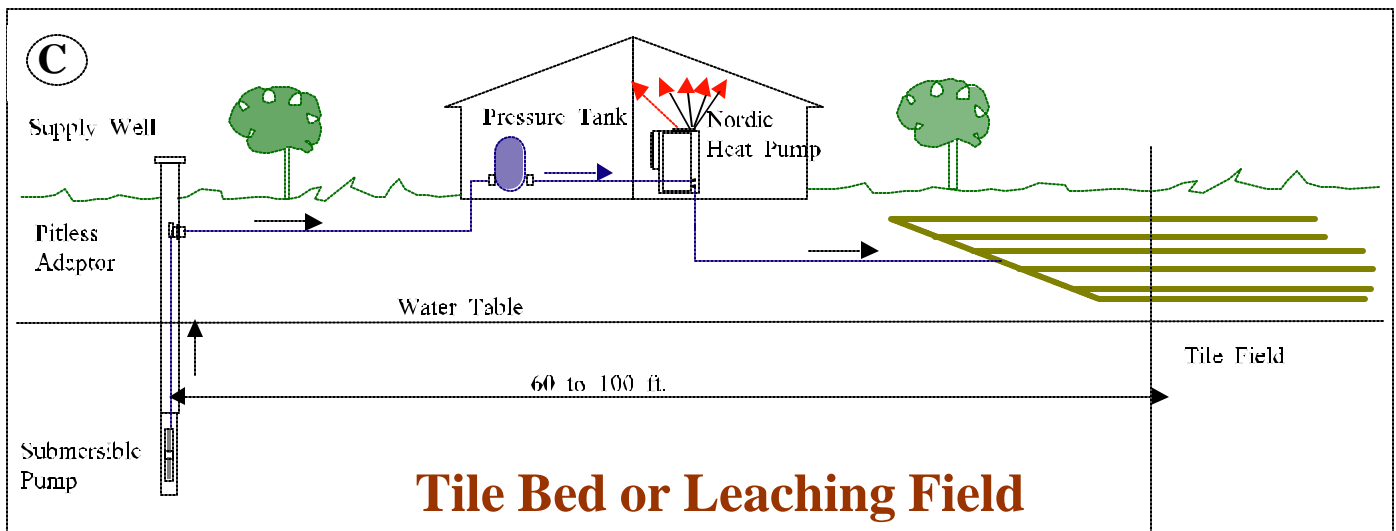 C
Supply Well
Pressure Tank
Nordic
Heat Pump
Pitless
Adaptor
Water Table
Tile Field
60 to 100 ft.
Submersible
Pump
Tile Bed or Leaching Field